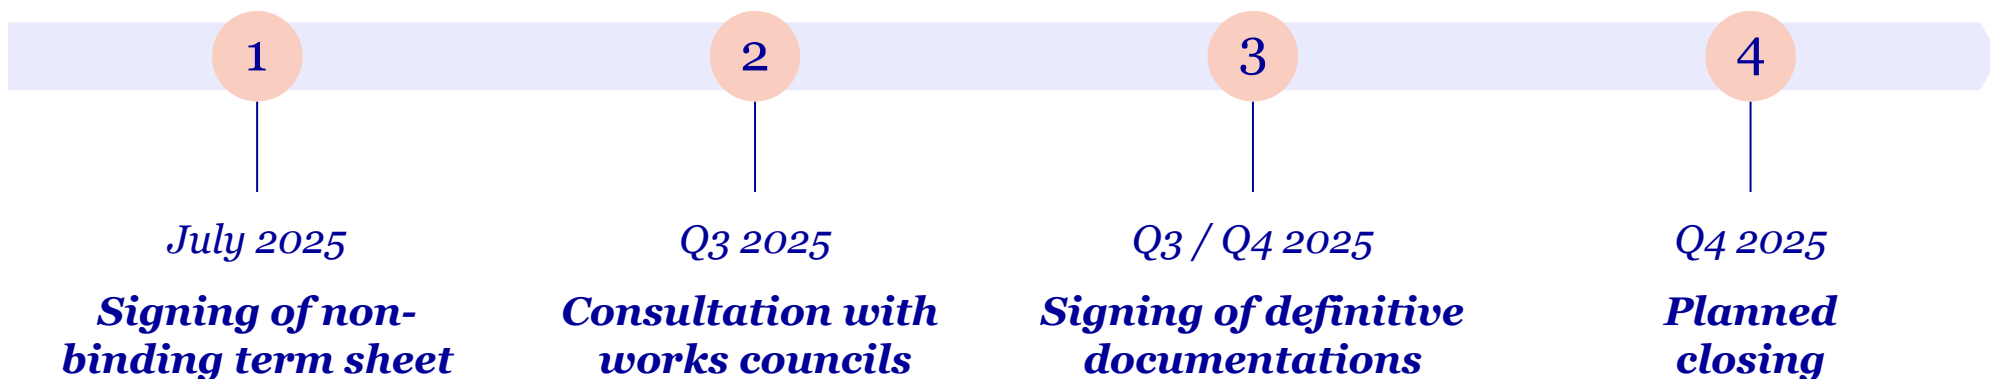 1
2
3
4
July 2025
Signing of non-
binding term sheet
Q3 2025
Consultation with
works councils
Q3 / Q4 2025
Signing of definitive
documentations
Q4 2025
Planned
closing